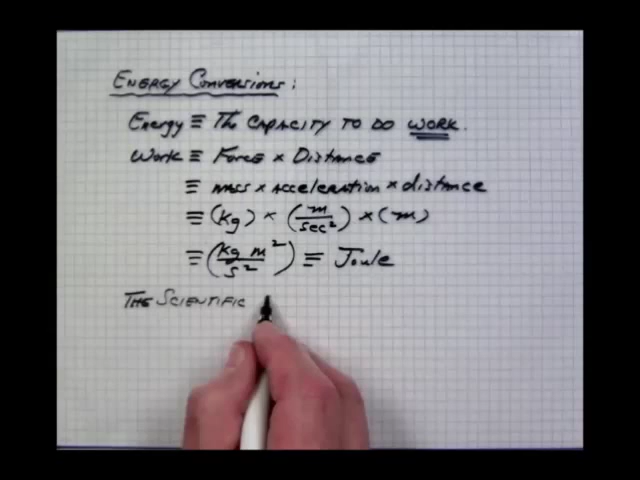 ENERGY CONVERSIONS:
Energy ≡ The CAPACITY TO DO WORK.
Work ≡ Force × Distance
≡ MASS × Acceleration × distance
≡ (kg) × (m/sec²) × (m)
≡ (kg m²/s²) ≡ Joule
THE SCIENTIFIC